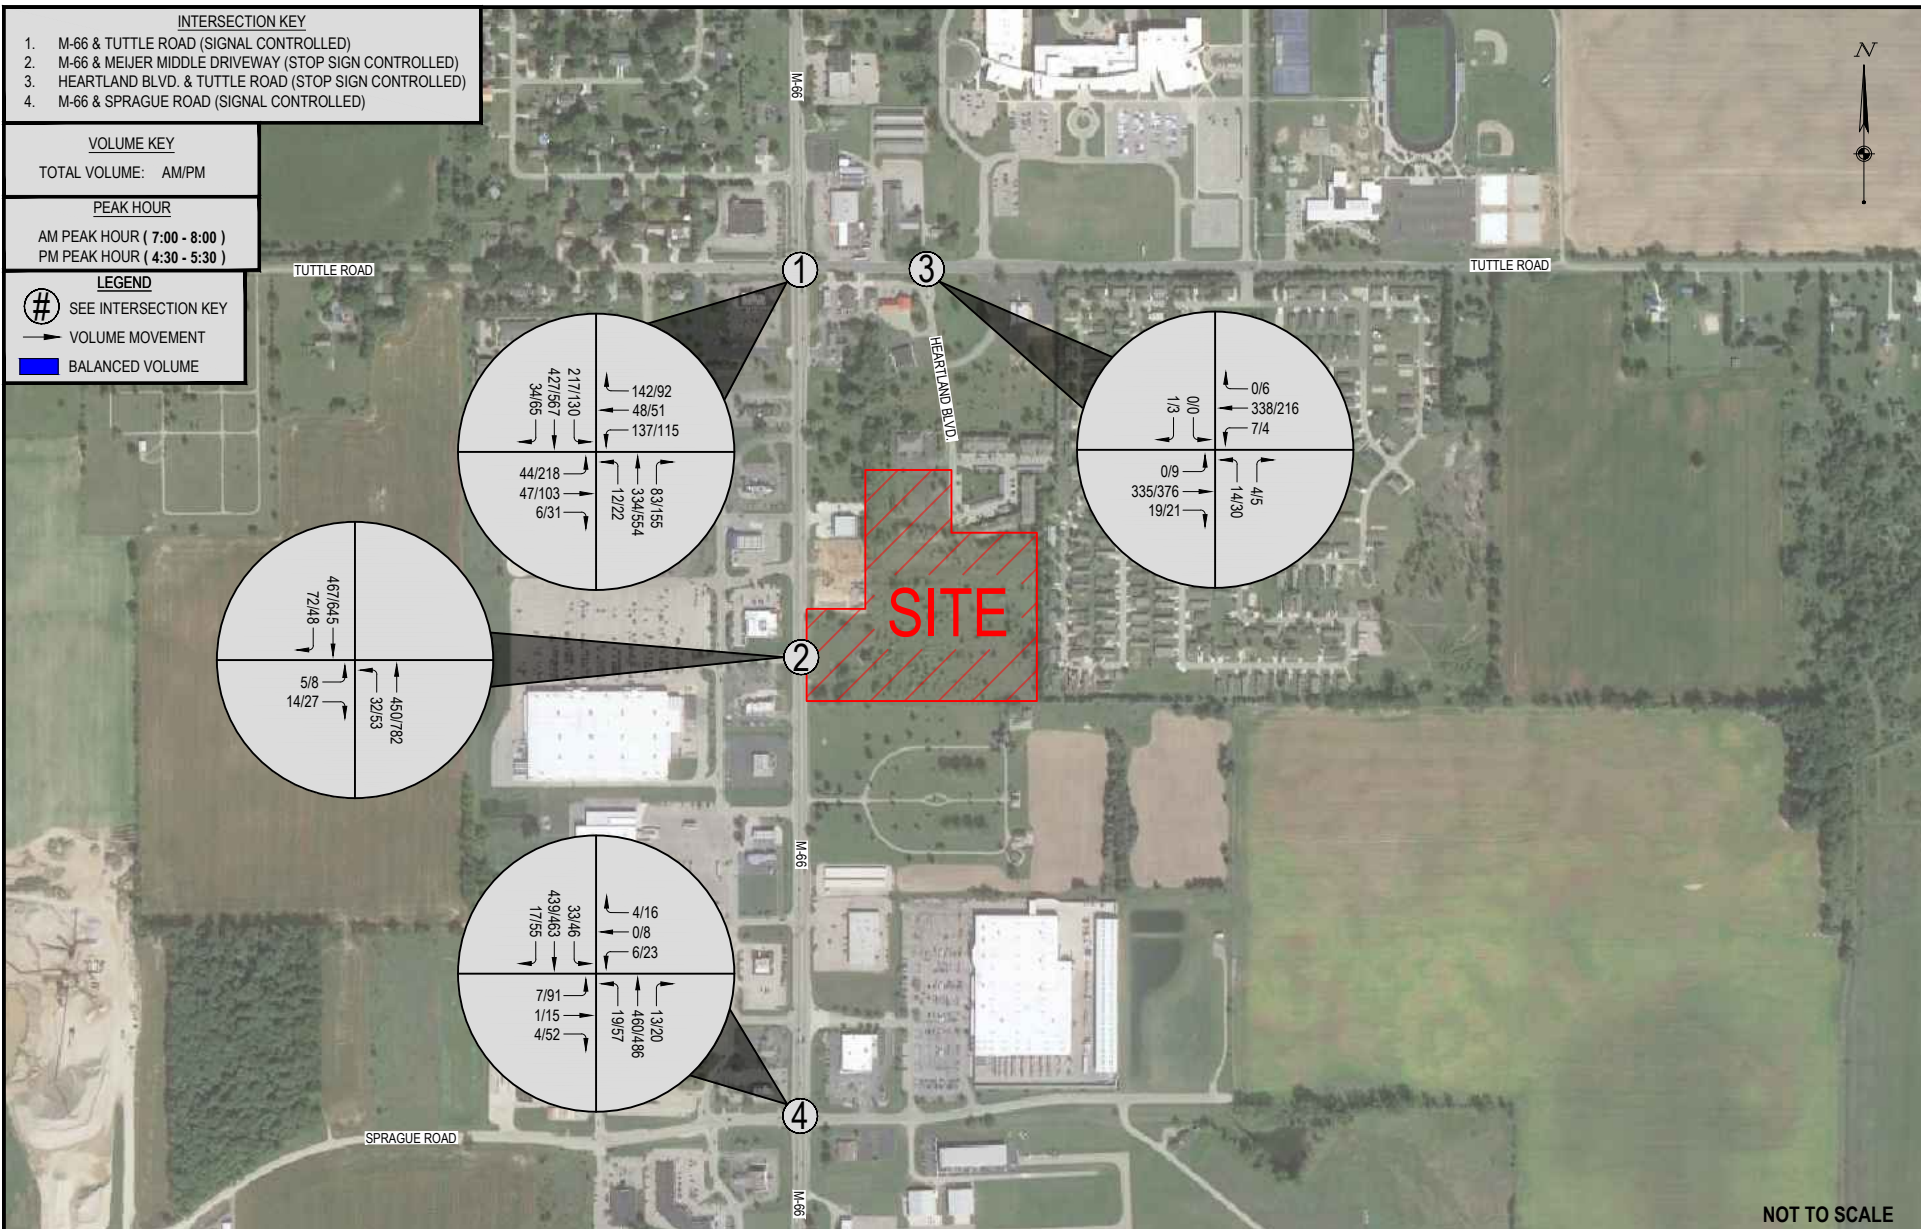 INTERSECTION KEY
1. M-66 & TUTTLE ROAD (SIGNAL CONTROLLED)
2. M-66 & MEIJER MIDDLE DRIVEWAY (STOP SIGN CONTROLLED)
3. HEARTLAND BLVD. & TUTTLE ROAD (STOP SIGN CONTROLLED)
4. M-66 & SPRAGUE ROAD (SIGNAL CONTROLLED)
VOLUME KEY
TOTAL VOLUME: AM/PM
PEAK HOUR
AM PEAK HOUR ( 7:00 - 8:00 )
PM PEAK HOUR ( 4:30 - 5:30 )
LEGEND
# SEE INTERSECTION KEY
VOLUME MOVEMENT
BALANCED VOLUME
N
M-66
TUTTLE ROAD
1
3
TUTTLE ROAD
HEARTLAND BLVD.
34/65
427/567
217/130
142/92
48/51
137/115
44/218
47/103
6/31
12/22
334/554
83/155
1/3
0/0
0/6
338/216
7/4
0/9
335/376
19/21
14/30
4/5
SITE
2
72/48
467/645
5/8
14/27
32/53
450/782
M-66
17/55
439/463
33/46
4/16
0/8
6/23
7/91
1/15
4/52
19/57
460/486
13/20
4
SPRAGUE ROAD
M-66
NOT TO SCALE